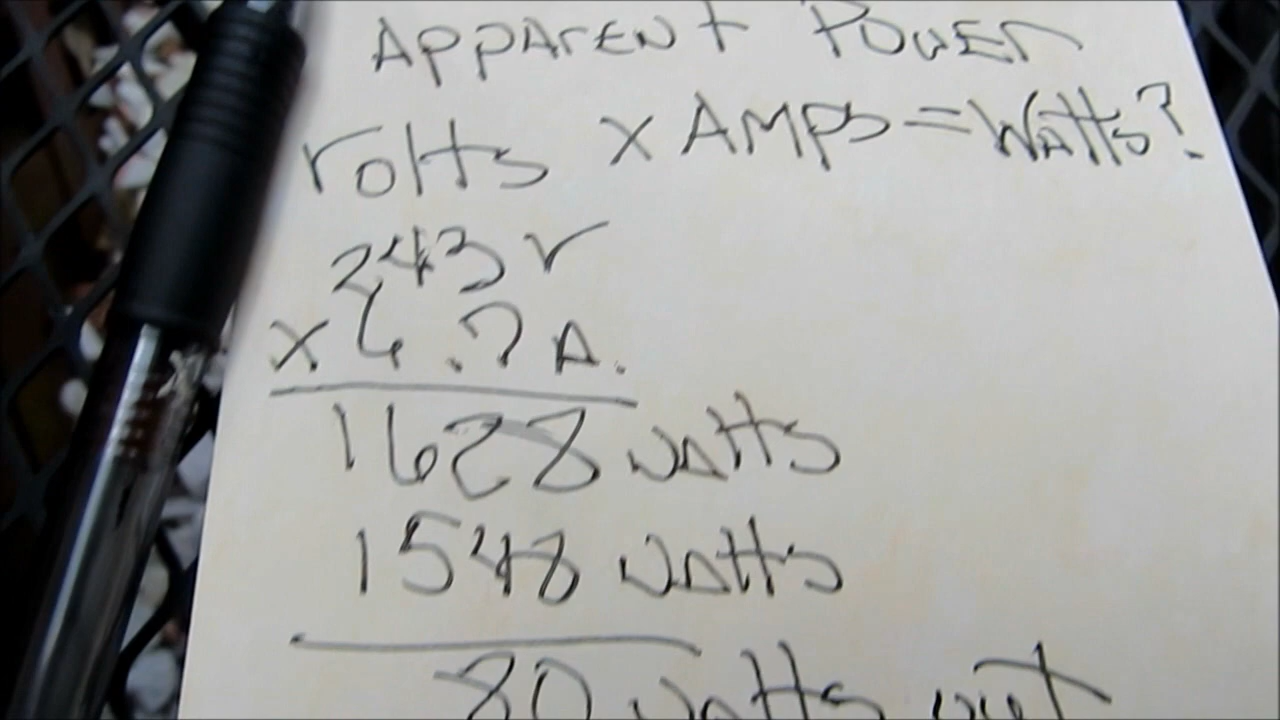 Apparent Power
Volts x Amps = Watts?
243 V
x 6.7 A.
1628 watts
1548 watts
80 watts